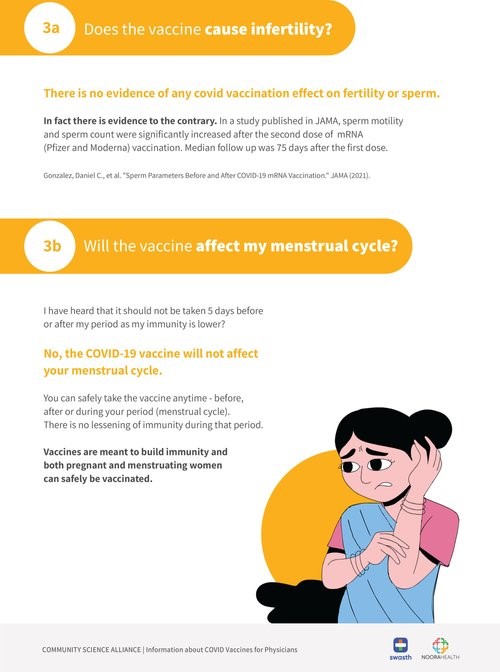 3a
Does the vaccine cause infertility?
There is no evidence of any covid vaccination effect on fertility or sperm.
In fact there is evidence to the contrary. In a study published in JAMA, sperm motility
and sperm count were significantly increased after the second dose of mRNA
(Pfizer and Moderna) vaccination. Median follow up was 75 days after the first dose.
Gonzalez, Daniel C., et al. "Sperm Parameters Before and After COVID-19 mRNA Vaccination." JAMA (2021).
3b
Will the vaccine affect my menstrual cycle?
I have heard that it should not be taken 5 days before
or after my period as my immunity is lower?
No, the COVID-19 vaccine will not affect
your menstrual cycle.
You can safely take the vaccine anytime - before,
after or during your period (menstrual cycle).
There is no lessening of immunity during that period.
Vaccines are meant to build immunity and
both pregnant and menstruating women
can safely be vaccinated.
COMMUNITY SCIENCE ALLIANCE | Information about COVID Vaccines for Physicians
swasth
NOORAHEALTH